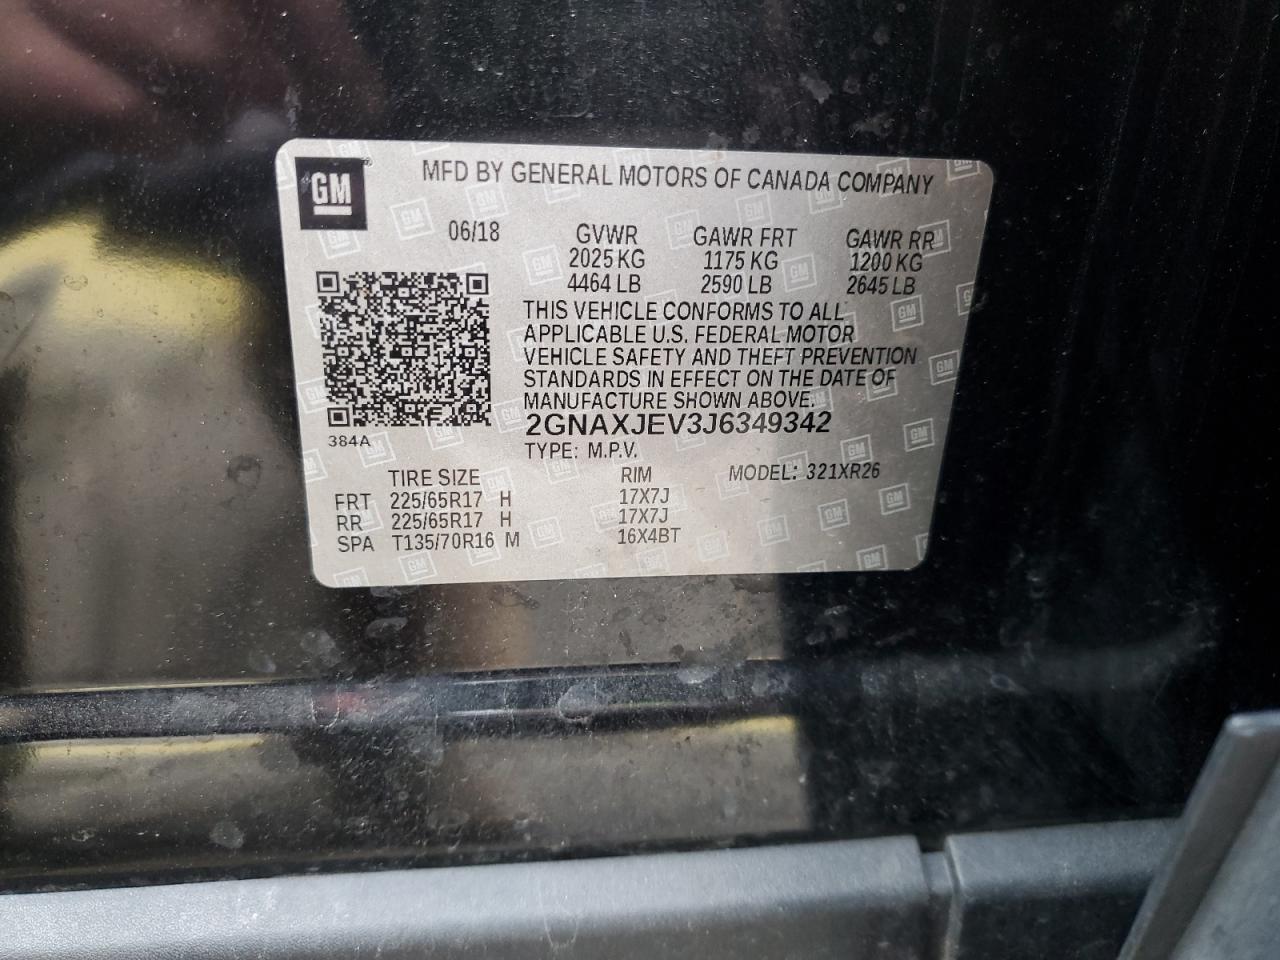 GM
MFD BY GENERAL MOTORS OF CANADA COMPANY
06/18 GVWR GAWR FRT GAWR RR
2025 KG 1175 KG 1200 KG
4464 LB 2590 LB 2645 LB
THIS VEHICLE CONFORMS TO ALL
APPLICABLE U.S. FEDERAL MOTOR
VEHICLE SAFETY AND THEFT PREVENTION
STANDARDS IN EFFECT ON THE DATE OF
MANUFACTURE SHOWN ABOVE.
2GNAXJEV3J6349342
384A
TYPE: M.P.V.
TIRE SIZE RIM MODEL: 321XR26
FRT 225/65R17 H 17X7J
RR 225/65R17 H 17X7J
SPA T135/70R16 M 16X4BT